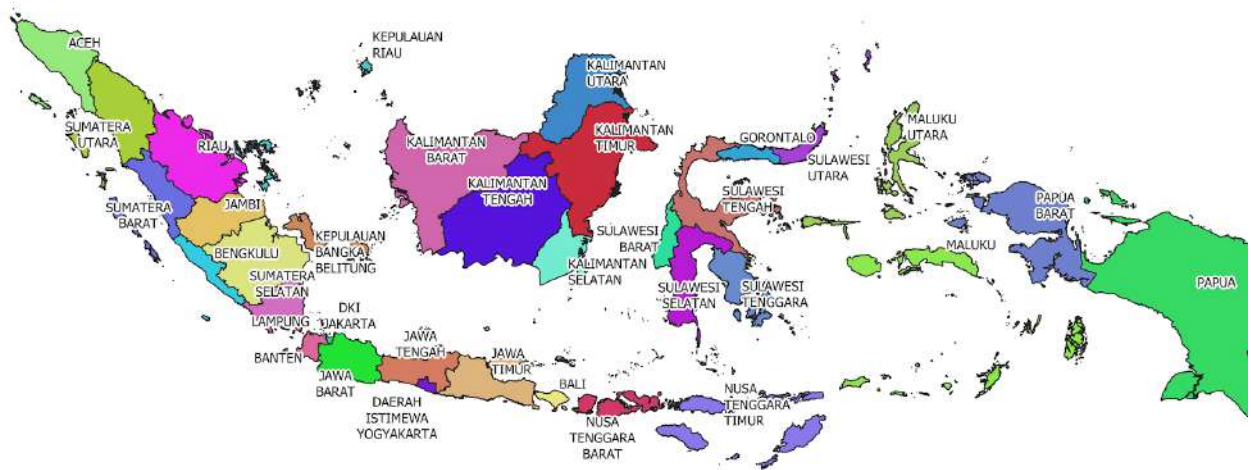 ACEH
KEPULAUAN
RIAU
SUMATERA
UTARA
RIAU
KALIMANTAN
UTARA
KALIMANTAN
BARAT
KALIMANTAN
TIMUR
KALIMANTAN
TENGAH
GORONTALO
SULAWESI
UTARA
MALUKU
UTARA
SUMATERA
BARAT
JAMBI
BENGKULU
KEPULAUAN
BANGKA
BELITUNG
SUMATERA
SELATAN
SULAWESI
TENGAH
SULAWESI
BARAT
KALIMANTAN
SELATAN
SULAWESI
SELATAN
SULAWESI
TENGGARA
MALUKU
PAPUA
BARAT
PAPUA
LAMPUNG
DKI
JAKARTA
BANTEN
JAWA
BARAT
JAWA
TENGAH
DAERAH
ISTIMEWA
YOGYAKARTA
JAWA
TIMUR
BALI
NUSA
TENGGARA
BARAT
NUSA
TENGGARA
TIMUR